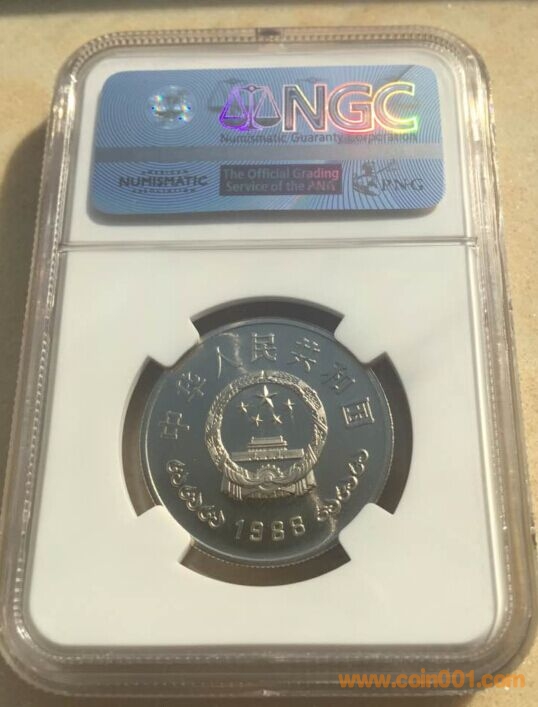 NGC
Numismatic Guaranty Corporation
NUMISMATIC
The Official Grading
Service of the ANA
PNG
中华人民共和国
1988
www.coin001.com